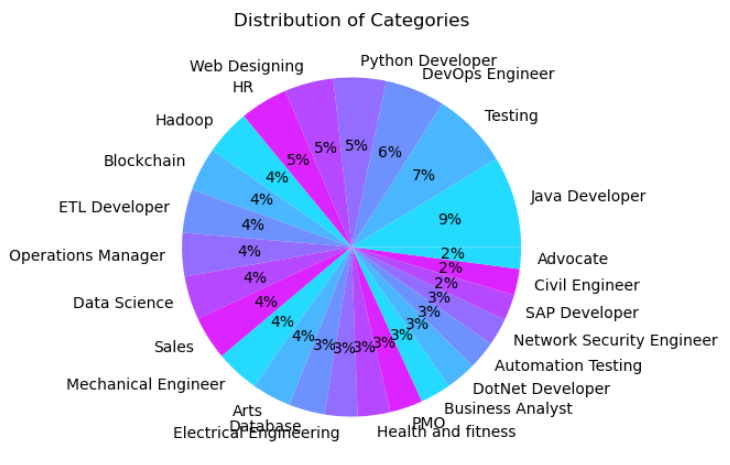 Distribution of Categories
Java Developer
9%
Testing
7%
DevOps Engineer
6%
Python Developer
5%
Web Designing
5%
HR
5%
Hadoop
4%
Blockchain
4%
ETL Developer
4%
Operations Manager
4%
Data Science
4%
Sales
4%
Mechanical Engineer
4%
Arts
4%
Database
3%
Electrical Engineering
3%
Health and fitness
3%
PMO
3%
Business Analyst
3%
DotNet Developer
3%
Automation Testing
3%
Network Security Engineer
3%
SAP Developer
2%
Civil Engineer
2%
Advocate
2%